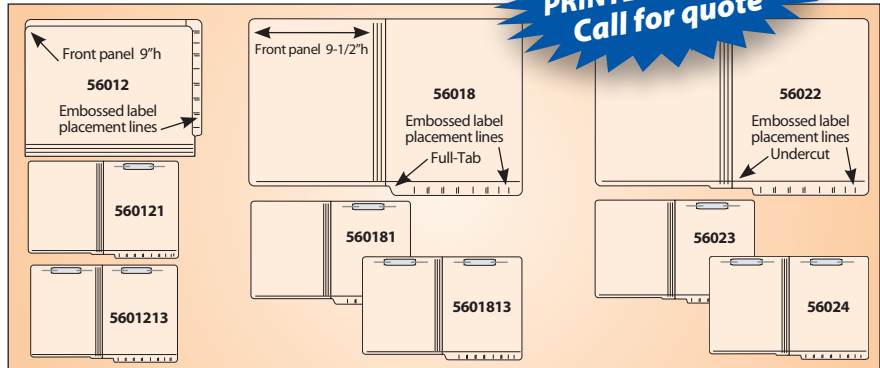 Call for quote
Front panel 9"h
56012
Embossed label
placement lines
560121
5601213
Front panel 9-1/2"h
56018
Embossed label
placement lines
Full-Tab
560181
5601813
56022
Embossed label
placement lines
Undercut
56023
56024